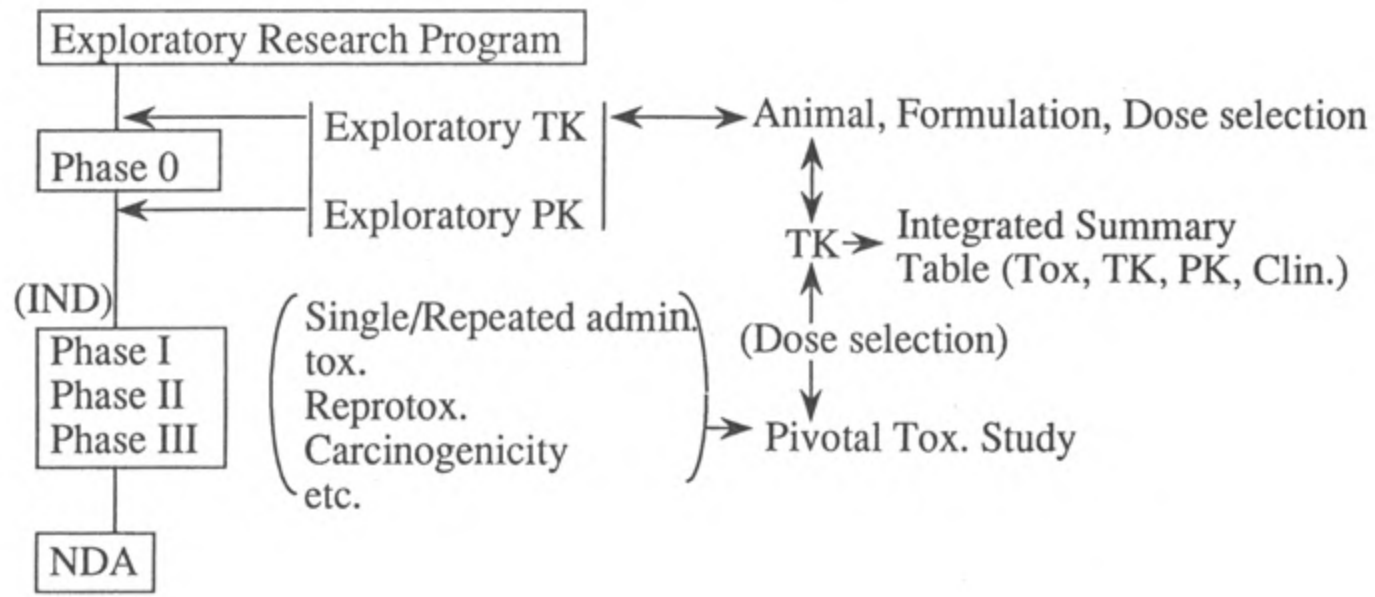 Exploratory Research Program
Exploratory TK
Animal, Formulation, Dose selection
Phase 0
Exploratory PK
TK
Integrated Summary
Table (Tox, TK, PK, Clin.)
(IND)
Single/Repeated admin.
tox.
Reprotox.
Carcinogenicity
etc.
(Dose selection)
Phase I
Phase II
Phase III
Pivotal Tox. Study
NDA